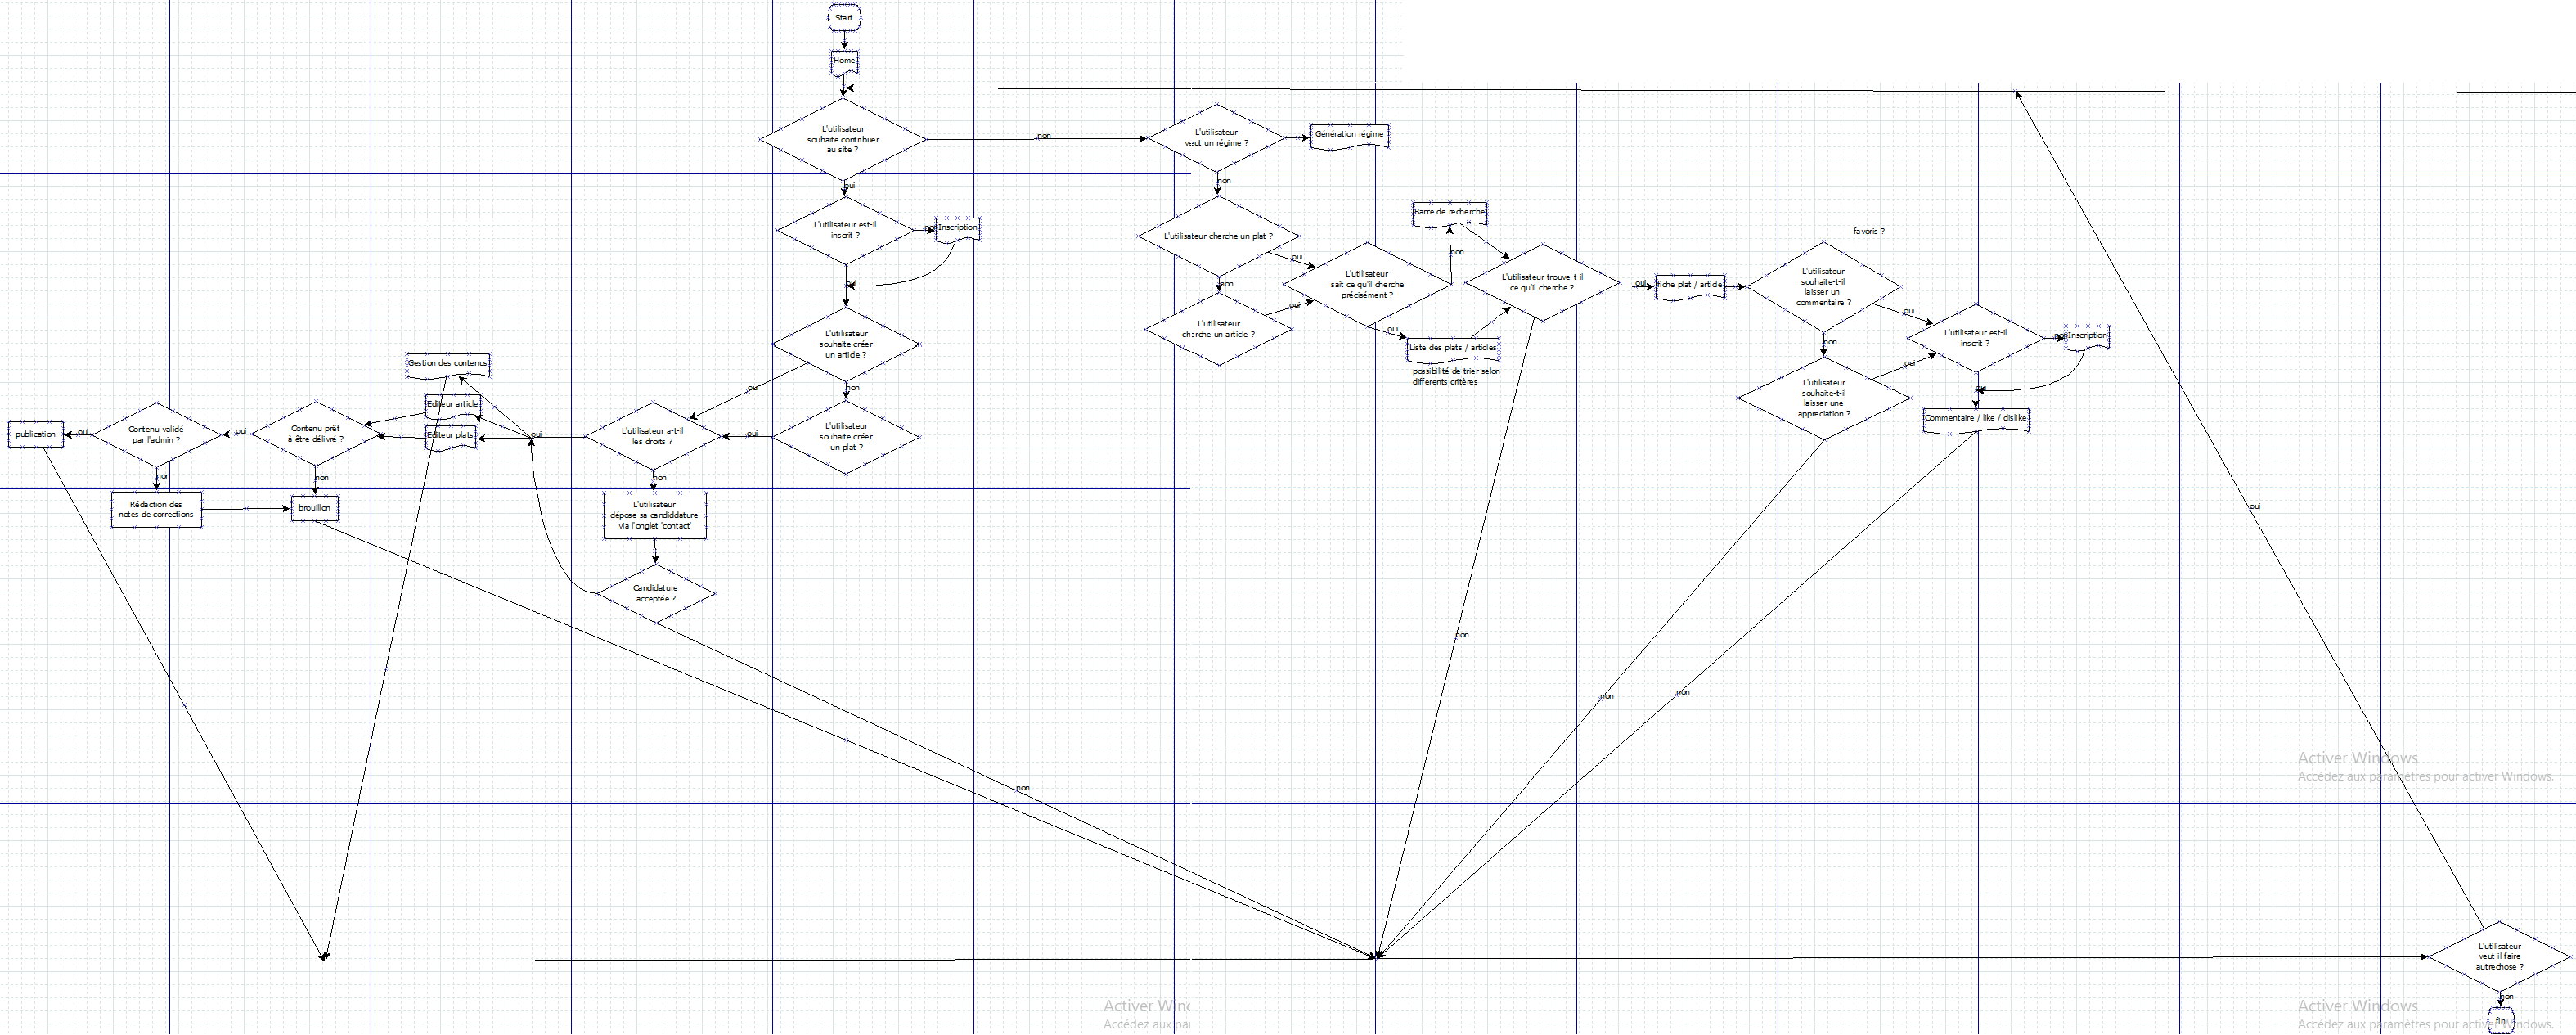 Start
Home
L'utilisateur
souhaite contribuer
au site ?
non
L'utilisateur
veut un régime ?
Génération régime
oui
non
L'utilisateur est-il
inscrit ?
non
Inscription
oui
L'utilisateur cherche un plat ?
oui
non
L'utilisateur
cherche un article ?
oui
L'utilisateur
sait ce qu'il cherche
précisément ?
non
Barre de recherche
oui
Liste des plats / articles
possibilité de trier selon
differents critères
L'utilisateur trouve-t-il
ce qu'il cherche ?
oui
fiche plat / article
favoris ?
L'utilisateur
souhaite-t-il
laisser un
commentaire ?
oui
non
L'utilisateur
souhaite-t-il
laisser une
appreciation ?
oui
L'utilisateur est-il
inscrit ?
non
Inscription
oui
Commentaire / like / dislike
L'utilisateur
souhaite créer
un article ?
oui
non
L'utilisateur
souhaite créer
un plat ?
oui
L'utilisateur a-t-il
les droits ?
oui
non
Gestion des contenus
Editeur article
Editeur plats
Contenu prêt
à être délivré ?
oui
non
Contenu validé
par l'admin ?
oui
non
publication
Rédaction des
notes de corrections
brouillon
L'utilisateur
dépose sa candiddature
via l'onglet 'contact'
Candidature
acceptée ?
non
non
non
non
oui
Activer Windows
Accédez aux paramètres pour activer Windows.
L'utilisateur
veut-il faire
autrechose ?
non
fin
Activer Winc
Accédez aux pa
Activer Windows
Accédez aux paramètres pour activer Windows.